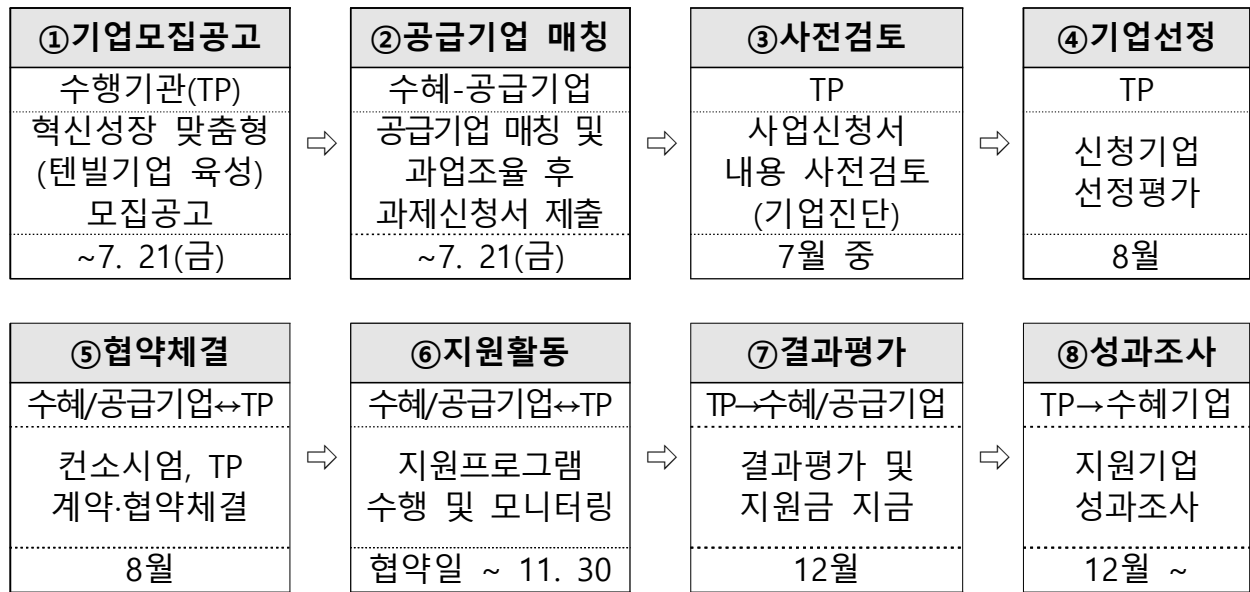 ①기업모집공고
수행기관(TP)
혁신성장 맞춤형
(텐빌기업 육성)
모집공고
~7. 21(금)
⇨
②공급기업 매칭
수혜-공급기업
공급기업 매칭 및
과업조율 후
과제신청서 제출
~7. 21(금)
⇨
③사전검토
TP
사업신청서
내용 사전검토
(기업진단)
7월 중
⇨
④기업선정
TP
신청기업
선정평가
8월
⑤협약체결
수혜/공급기업↔TP
컨소시엄, TP
계약·협약체결
8월
⇨
⑥지원활동
수혜/공급기업↔TP
지원프로그램
수행 및 모니터링
협약일 ~ 11. 30
⇨
⑦결과평가
TP→수혜/공급기업
결과평가 및
지원금 지금
12월
⇨
⑧성과조사
TP→수혜기업
지원기업
성과조사
12월 ~